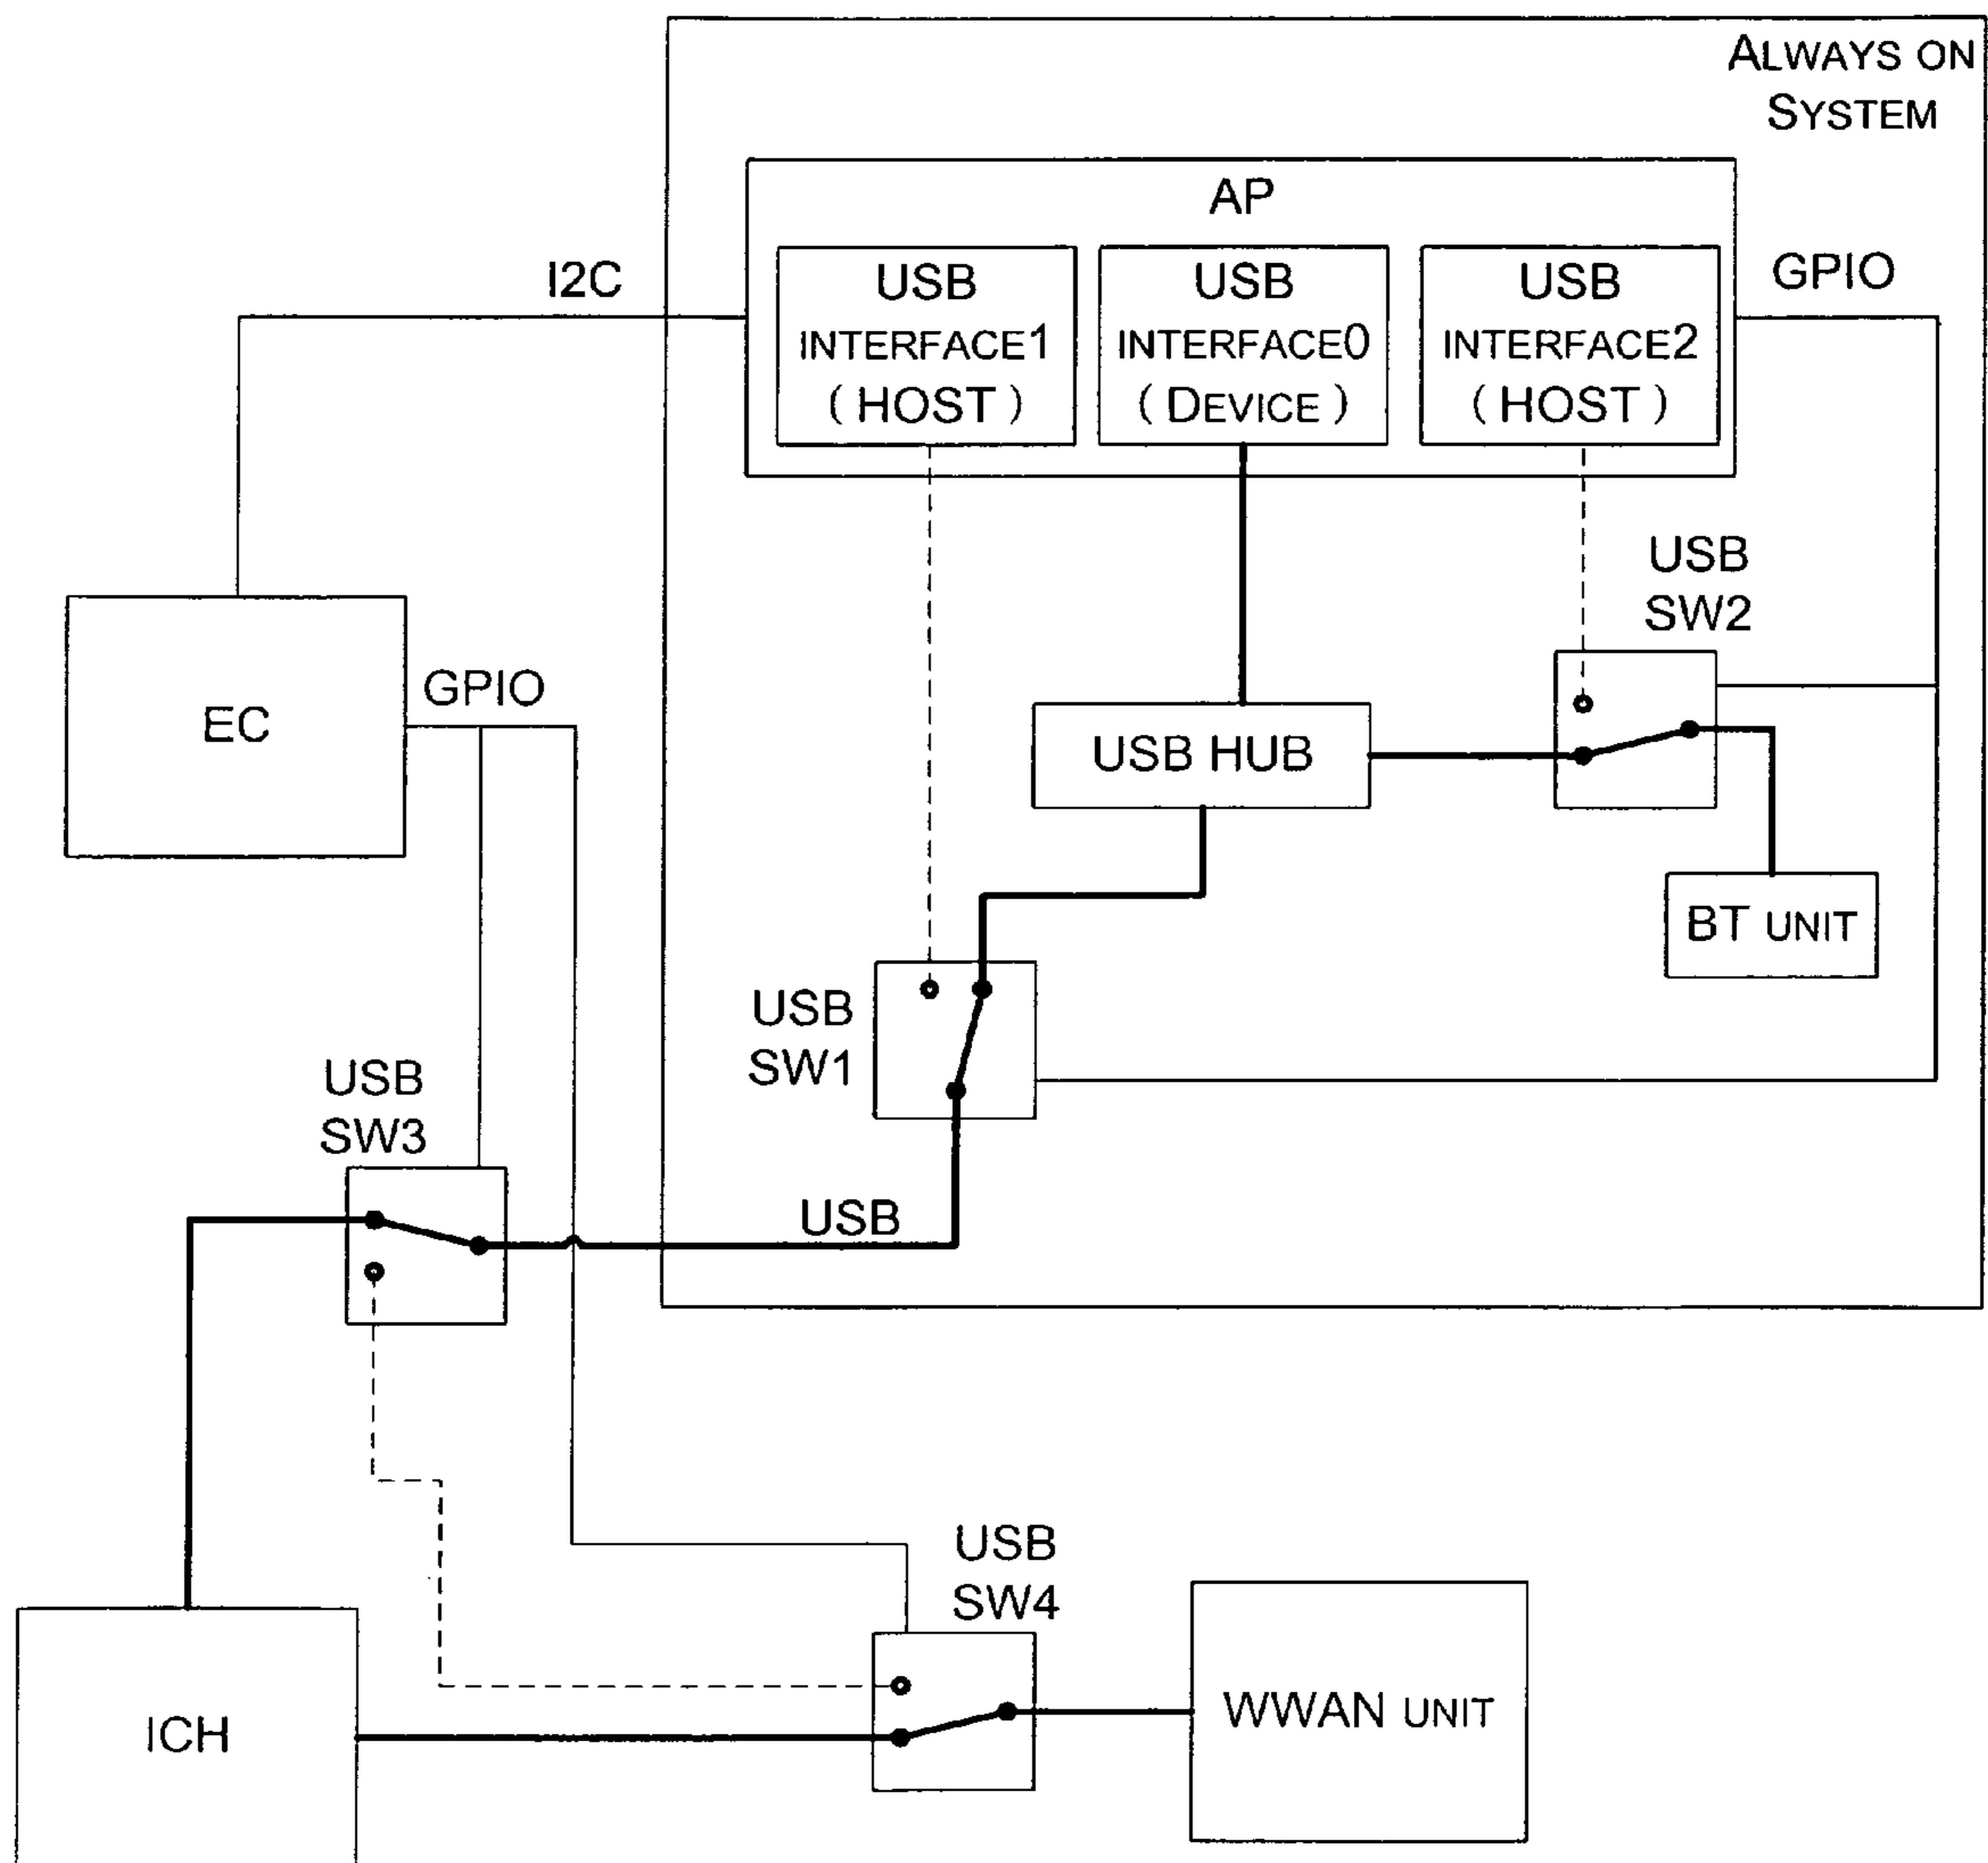 ALWAYS ON
SYSTEM
AP
I2C
USB
INTERFACE1
( HOST )
USB
INTERFACE0
( DEVICE )
USB
INTERFACE2
( HOST )
GPIO
USB
SW2
EC
GPIO
USB HUB
BT UNIT
USB
SW1
USB
SW3
USB
USB
SW4
ICH
WWAN UNIT